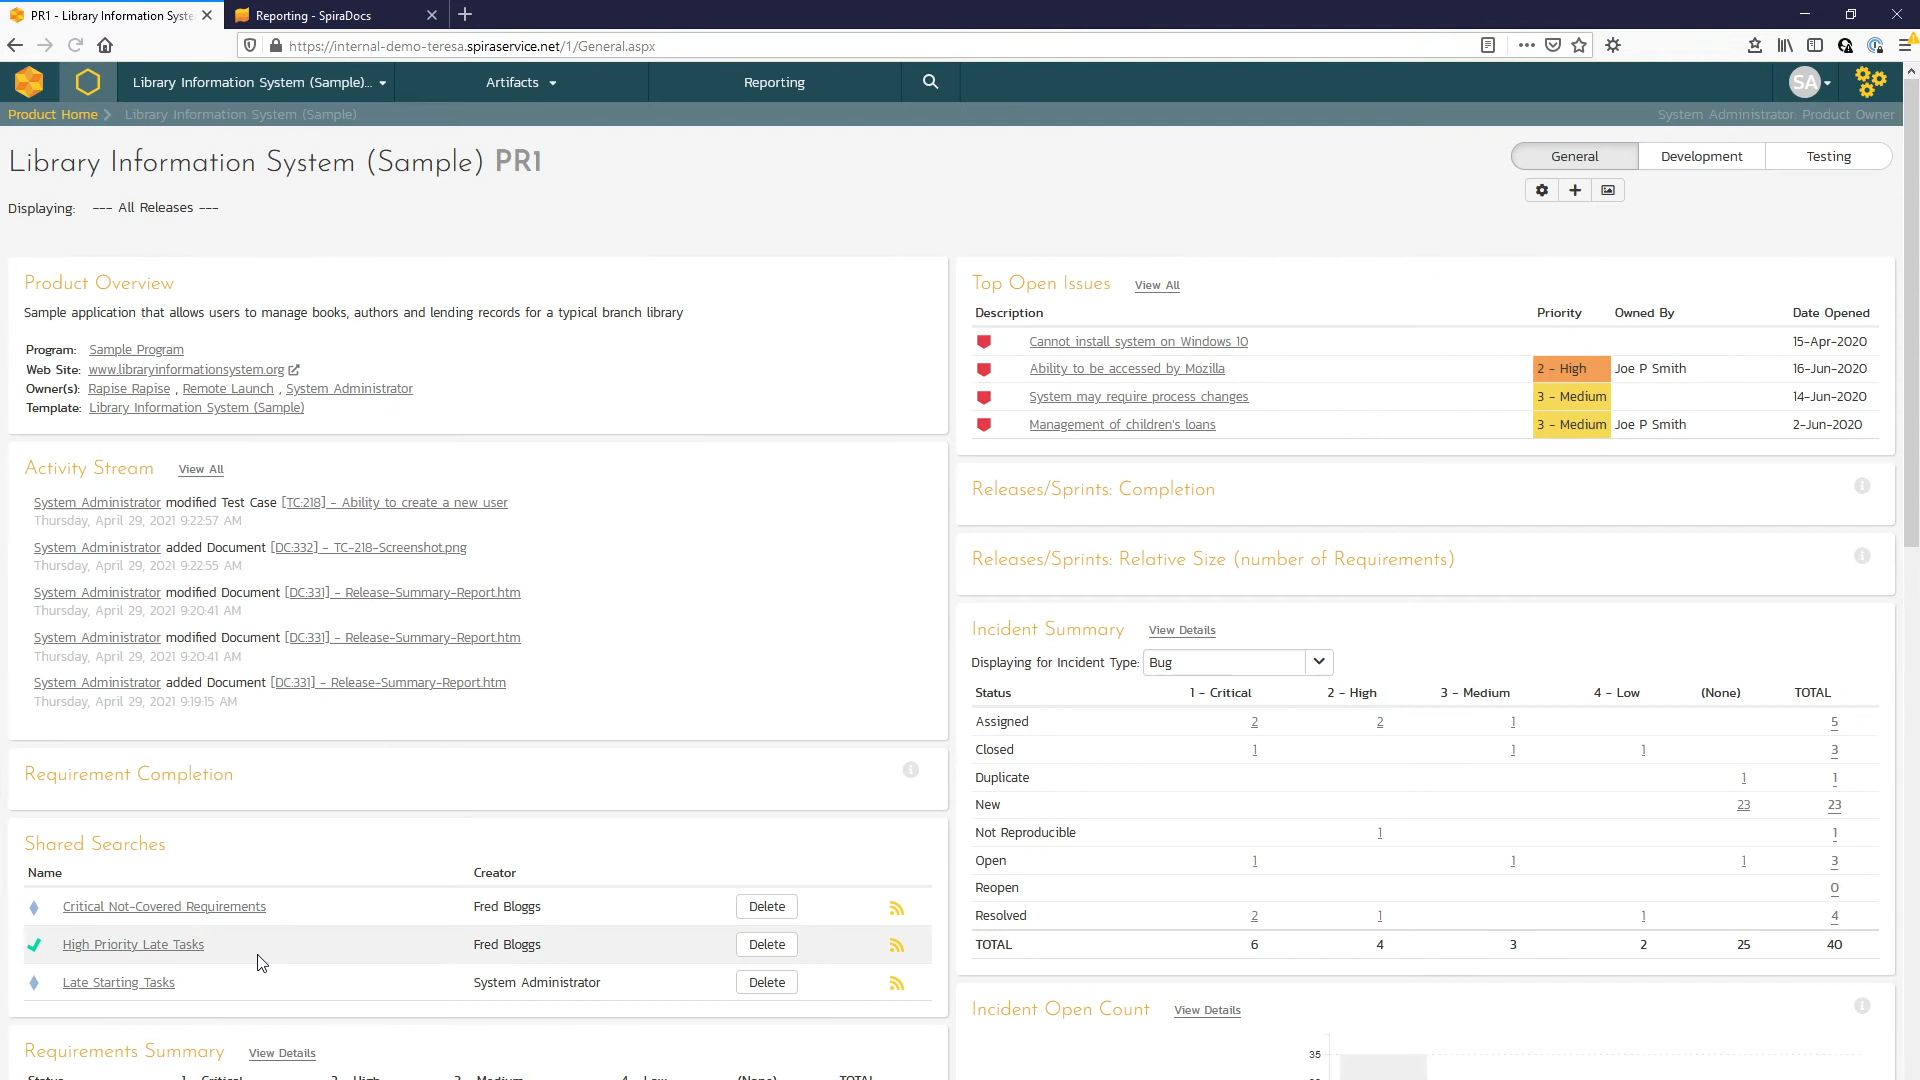 PR1 - Library Information Syste
Reporting - SpiraDocs
https://internal-demo-teresa.spiraservice.net/1/General.aspx
Library Information System (Sample)...
Artifacts
Reporting
SA
Product Home
Library Information System (Sample)
System Administrator: Product Owner
Library Information System (Sample) PR1
General Development Testing
Displaying: --- All Releases ---
Product Overview
Sample application that allows users to manage books, authors and lending records for a typical branch library
Program: Sample Program
Web Site: www.libraryinformationsystem.org
Owner(s): Rapise Rapise , Remote Launch , System Administrator
Template: Library Information System (Sample)
Activity Stream View All
System Administrator modified Test Case [TC:218] - Ability to create a new user
Thursday, April 29, 2021 9:22:57 AM
System Administrator added Document [DC:332] - TC-218-Screenshot.png
Thursday, April 29, 2021 9:22:55 AM
System Administrator modified Document [DC:331] - Release-Summary-Report.htm
Thursday, April 29, 2021 9:20:41 AM
System Administrator modified Document [DC:331] - Release-Summary-Report.htm
Thursday, April 29, 2021 9:20:41 AM
System Administrator added Document [DC:331] - Release-Summary-Report.htm
Thursday, April 29, 2021 9:19:15 AM
Requirement Completion
Shared Searches
Name Creator
Critical Not-Covered Requirements Fred Bloggs Delete
High Priority Late Tasks Fred Bloggs Delete
Late Starting Tasks System Administrator Delete
Requirements Summary View Details
Status 1 - Critical 2 - High 3 - Medium 4 - Low (None) TOTAL
Top Open Issues View All
Description Priority Owned By Date Opened
Cannot install system on Windows 10 15-Apr-2020
Ability to be accessed by Mozilla 2 - High Joe P Smith 16-Jun-2020
System may require process changes 3 - Medium 14-Jun-2020
Management of children's loans 3 - Medium Joe P Smith 2-Jun-2020
Releases/Sprints: Completion
Releases/Sprints: Relative Size (number of Requirements)
Incident Summary View Details
Displaying for Incident Type: Bug
Status 1 - Critical 2 - High 3 - Medium 4 - Low (None) TOTAL
Assigned 2 2 1 5
Closed 1 1 1 3
Duplicate 1 1
New 23 23
Not Reproducible 1 1
Open 1 1 1 3
Reopen 0
Resolved 2 1 1 4
TOTAL 6 4 3 2 25 40
Incident Open Count View Details
35